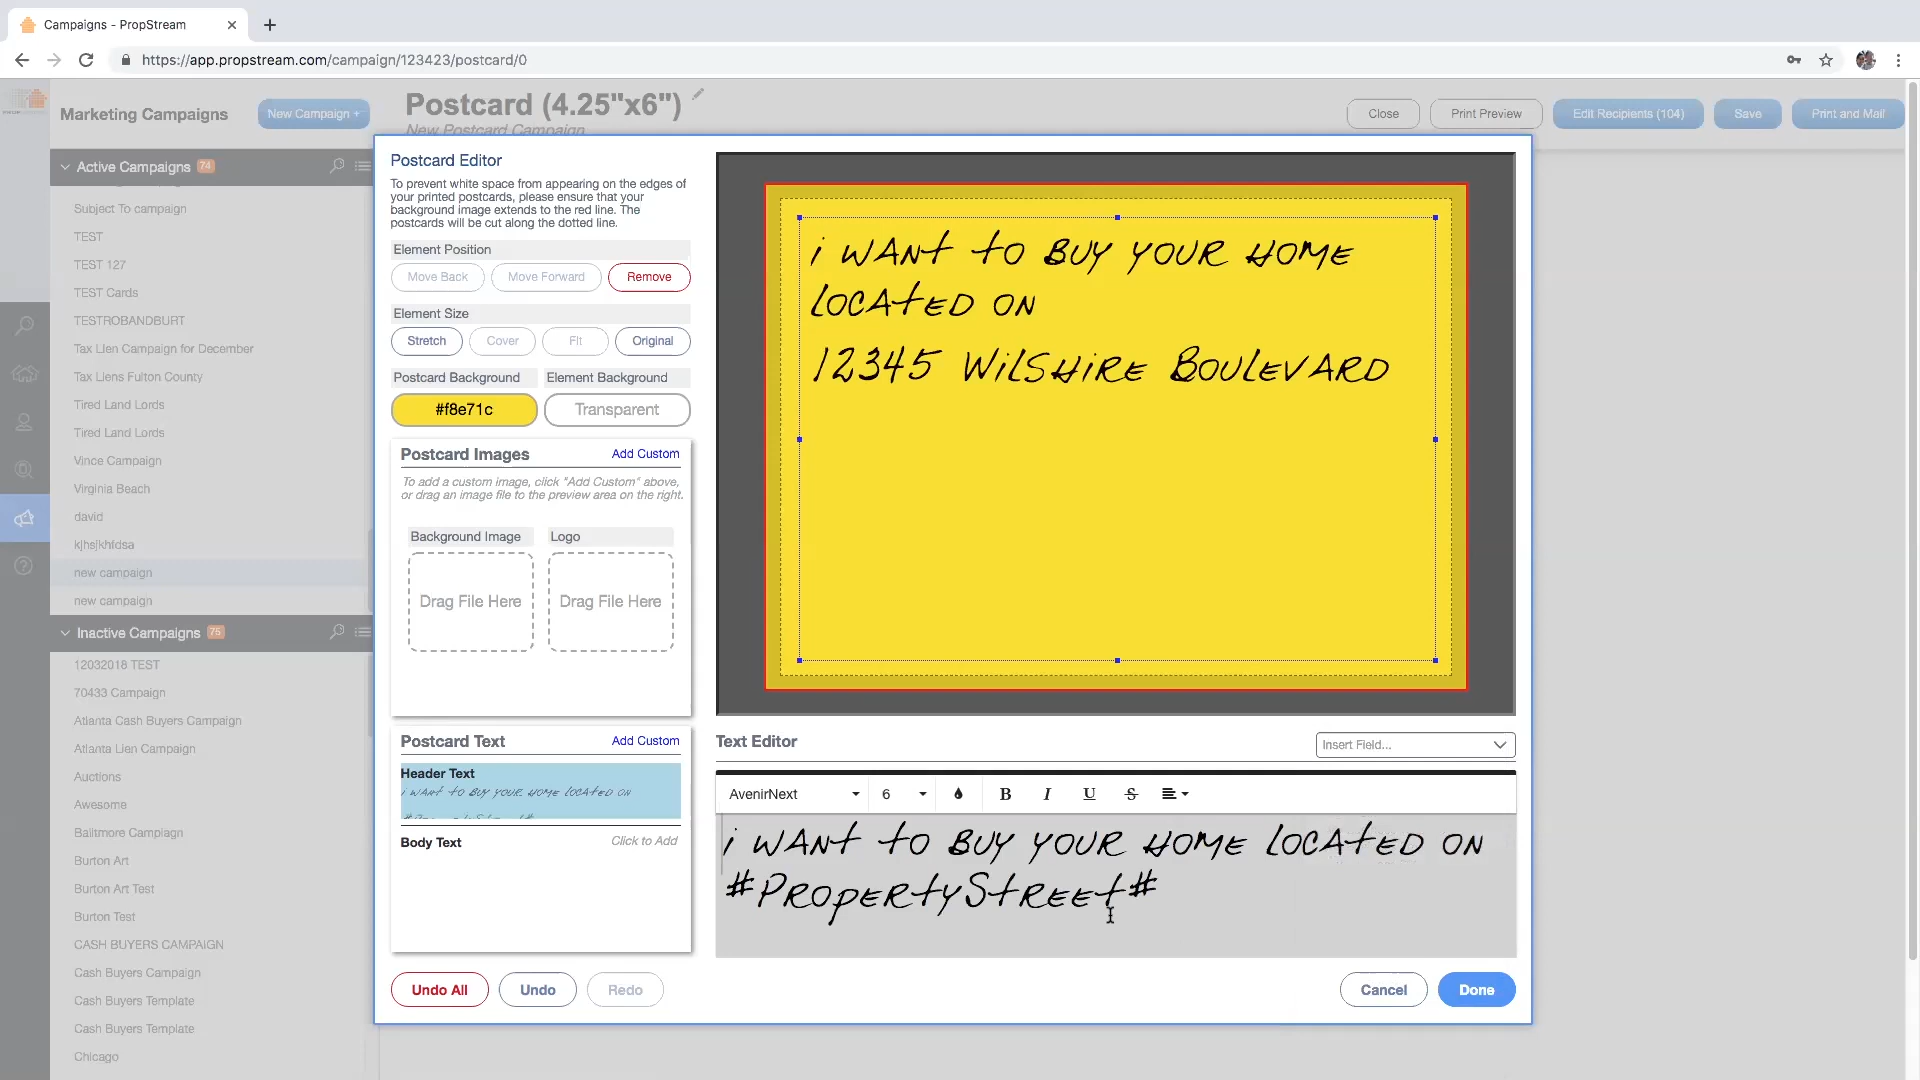 Campaigns - PropStream
https://app.propstream.com/campaign/123423/postcard/0
Marketing Campaigns
New Campaign +
Postcard (4.25"x6")
New Postcard Campaign
Close
Print Preview
Edit Recipients (104)
Save
Print and Mail
Active Campaigns 74
Subject To campaign
TEST
TEST 127
TEST Cards
TESTROBANDBURT
Tax Lien Campaign for December
Tax Liens Fulton County
Tired Land Lords
Tired Land Lords
Vince Campaign
Virginia Beach
david
kjhsjkhfdsa
new campaign
new campaign
Inactive Campaigns 75
12032018 TEST
70433 Campaign
Atlanta Cash Buyers Campaign
Atlanta Lien Campaign
Auctions
Awesome
Baltimore Campaign
Burton Art
Burton Art Test
Burton Test
CASH BUYERS CAMPAIGN
Cash Buyers Campaign
Cash Buyers Template
Cash Buyers Template
Chicago
Postcard Editor
To prevent white space from appearing on the edges of
your printed postcards, please ensure that your
background image extends to the red line. The
postcards will be cut along the dotted line.
Element Position
Move Back
Move Forward
Remove
Element Size
Stretch
Cover
Fit
Original
Postcard Background
Element Background
#f8e71c
Transparent
Postcard Images
Add Custom
To add a custom image, click "Add Custom" above,
or drag an image file to the preview area on the right.
Background Image
Logo
Drag File Here
Drag File Here
Postcard Text
Add Custom
Header Text
i want to buy your home located on
#PropertyStreet#
Body Text
Click to Add
i want to buy your home
located on
12345 Wilshire Boulevard
Text Editor
Insert Field...
AvenirNext
6
B
I
U
S
i want to buy your home located on
#PropertyStreet#
Undo All
Undo
Redo
Cancel
Done